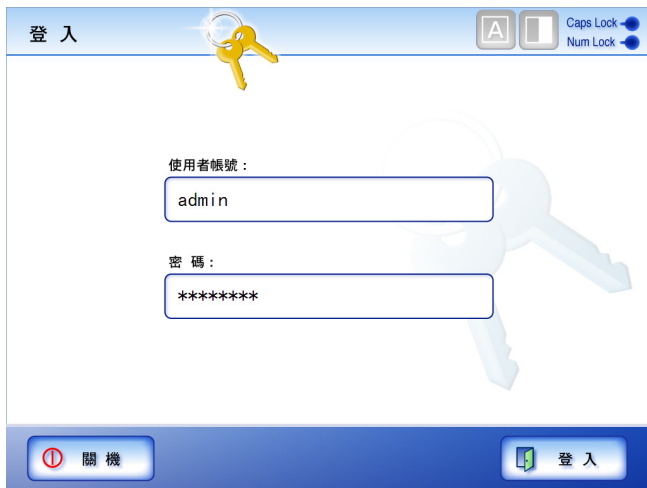 登 入
A
Caps Lock
Num Lock
使用者帳號：
admin
密 碼：
********
關 機
登 入